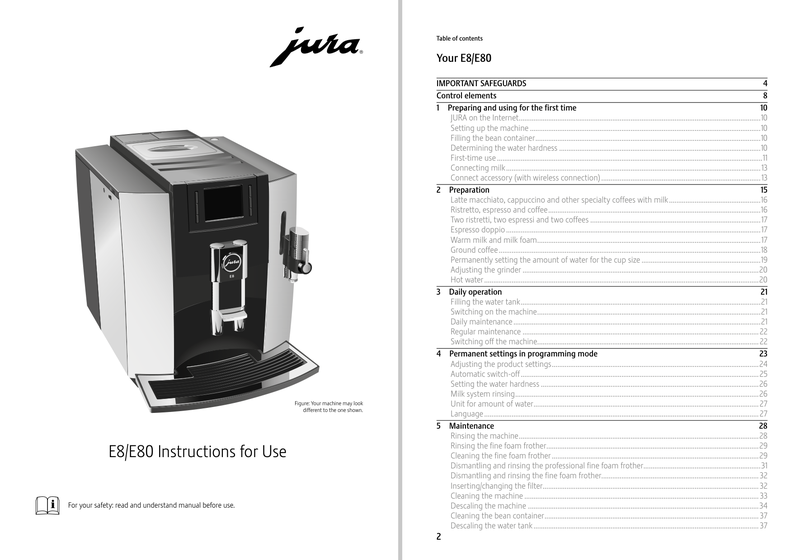 jura
jura
E8
Figure: Your machine may look
different to the one shown.
E8/E80 Instructions for Use
For your safety: read and understand manual before use.
Table of contents
Your E8/E80
IMPORTANT SAFEGUARDS 4
Control elements 8
1 Preparing and using for the first time 10
JURA on the Internet 10
Setting up the machine 10
Filling the bean container 10
Determining the water hardness 10
First-time use 11
Connecting milk 13
Connect accessory (with wireless connection) 13
2 Preparation 15
Latte macchiato, cappuccino and other specialty coffees with milk 16
Ristretto, espresso and coffee 16
Two ristretti, two espressi and two coffees 17
Espresso doppio 17
Warm milk and milk foam 17
Ground coffee 18
Permanently setting the amount of water for the cup size 19
Adjusting the grinder 20
Hot water 20
3 Daily operation 21
Filling the water tank 21
Switching on the machine 21
Daily maintenance 21
Regular maintenance 22
Switching off the machine 22
4 Permanent settings in programming mode 23
Adjusting the product settings 24
Automatic switch-off 25
Setting the water hardness 26
Milk system rinsing 26
Unit for amount of water 27
Language 27
5 Maintenance 28
Rinsing the machine 28
Rinsing the fine foam frother 29
Cleaning the fine foam frother 29
Dismantling and rinsing the professional fine foam frother 31
Dismantling and rinsing the fine foam frother 32
Inserting/changing the filter 32
Cleaning the machine 33
Descaling the machine 34
Cleaning the bean container 37
Descaling the water tank 37
2